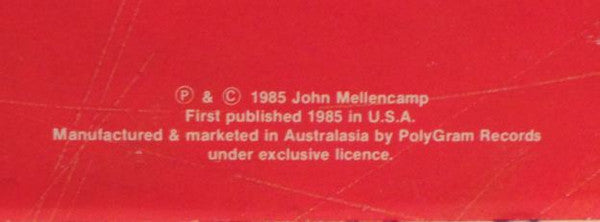 Ⓟ & Ⓒ 1985 John Mellencamp
First published 1985 in U.S.A.
Manufactured & marketed in Australasia by PolyGram Records
under exclusive licence.